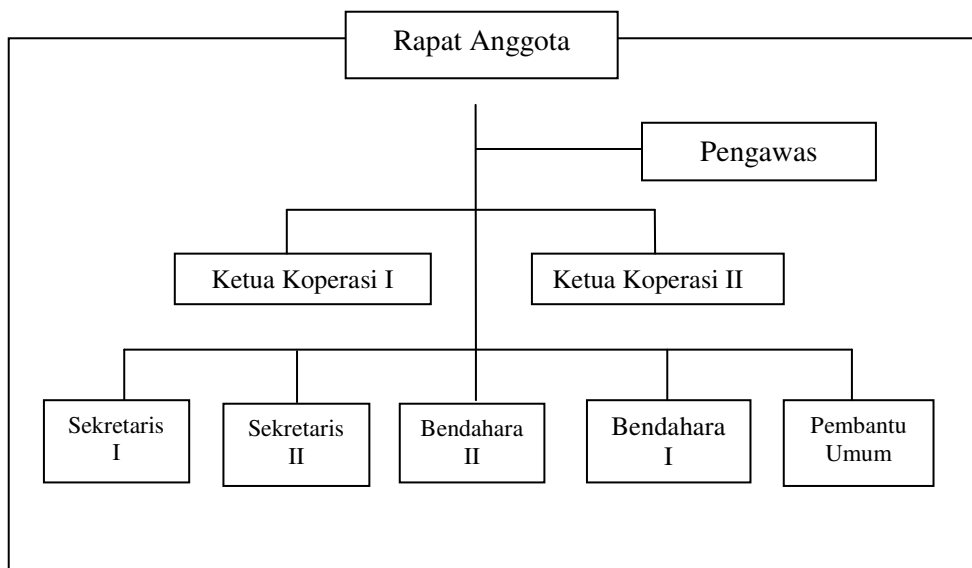 Rapat Anggota
Pengawas
Ketua Koperasi I
Ketua Koperasi II
Sekretaris
I
Sekretaris
II
Bendahara
II
Bendahara
I
Pembantu
Umum